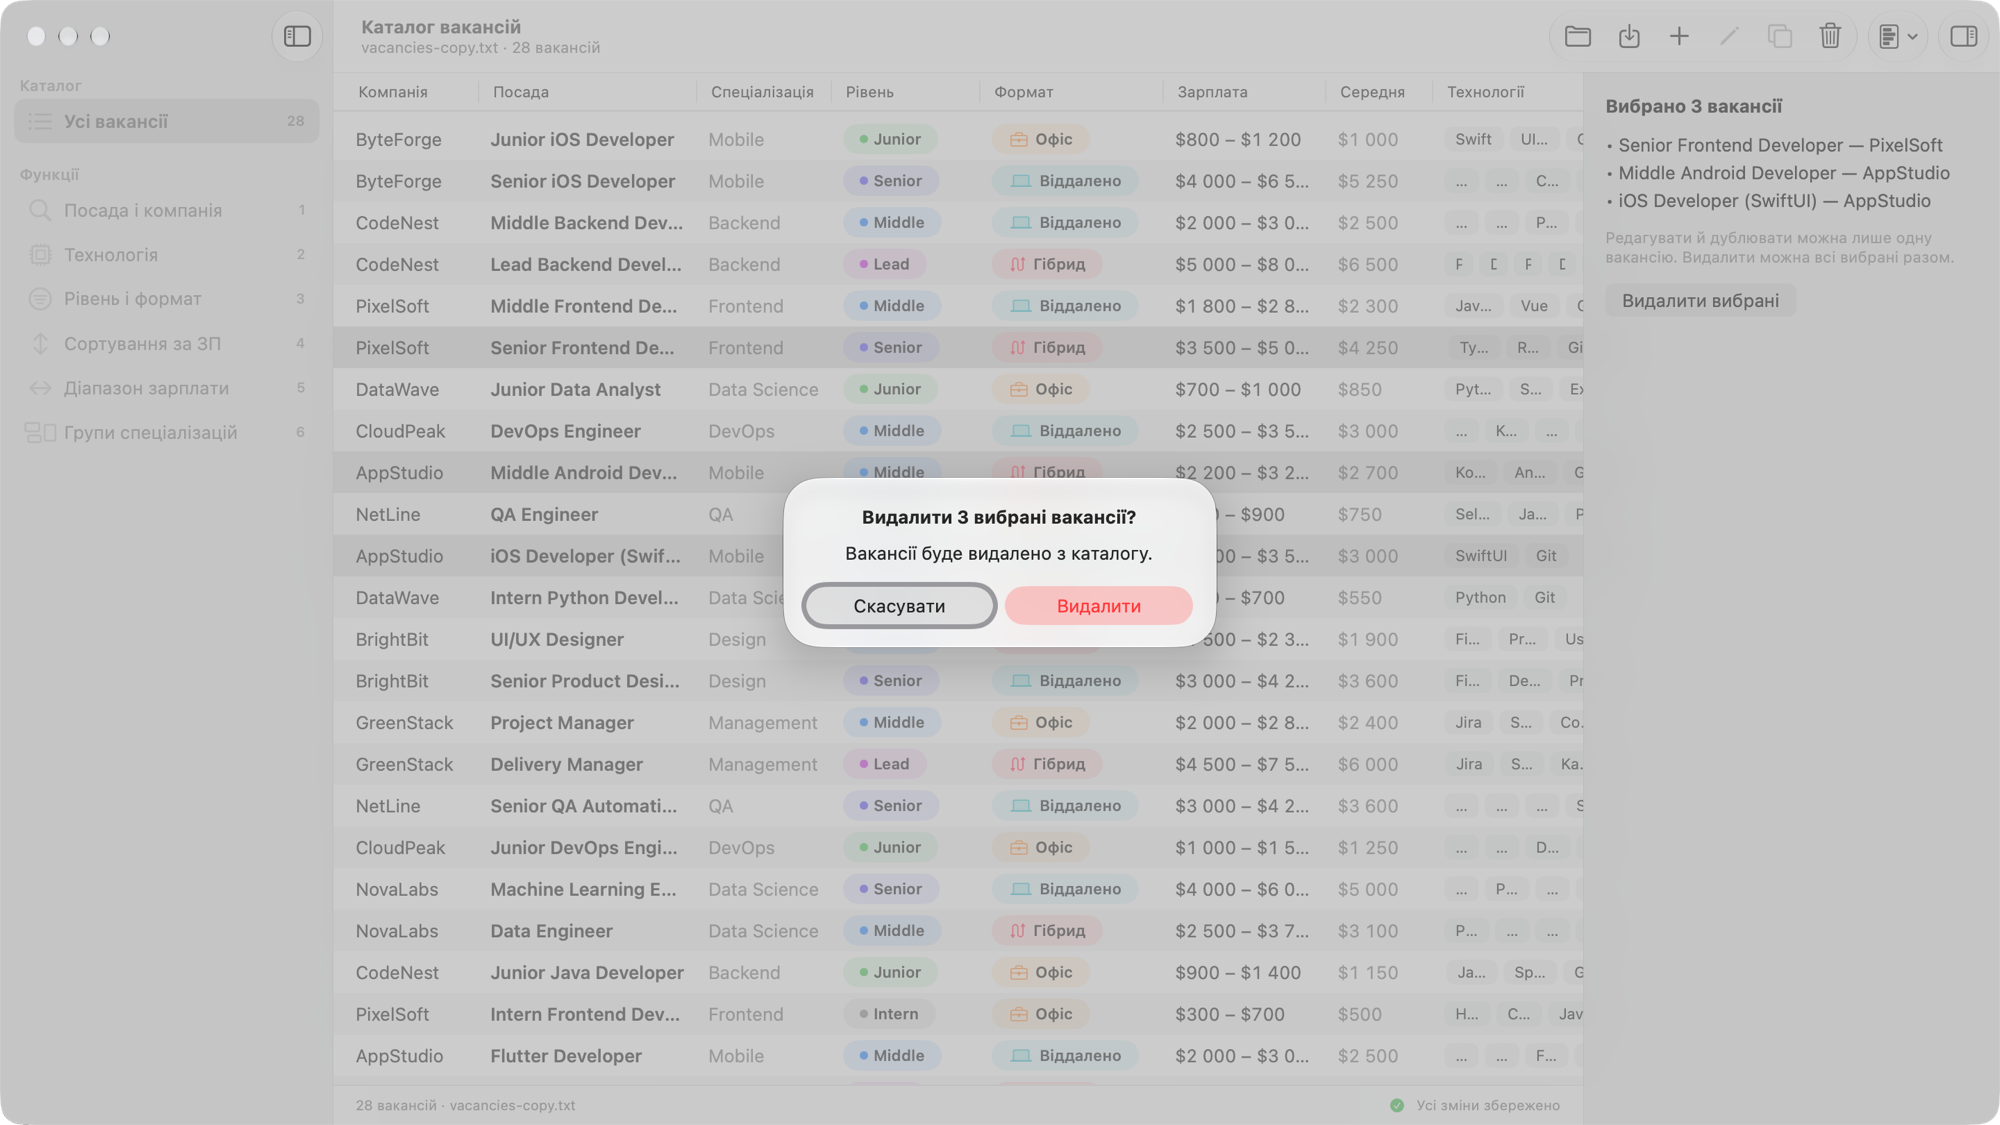 Каталог вакансій
vacancies-copy.txt · 28 вакансій
Каталог
Усі вакансії 28
Функції
Посада і компанія 1
Технологія 2
Рівень і формат 3
Сортування за ЗП 4
Діапазон зарплати 5
Групи спеціалізацій 6
Компанія Посада Спеціалізація Рівень Формат Зарплата Середня Технології
ByteForge Junior iOS Developer Mobile Junior Офіс $800 – $1 200 $1 000 Swift UI...
ByteForge Senior iOS Developer Mobile Senior Віддалено $4 000 – $6 5... $5 250 ... ... C...
CodeNest Middle Backend Dev... Backend Middle Віддалено $2 000 – $3 0... $2 500 ... ... P...
CodeNest Lead Backend Devel... Backend Lead Гібрид $5 000 – $8 0... $6 500
PixelSoft Middle Frontend De... Frontend Middle Віддалено $1 800 – $2 8... $2 300 Jav... Vue
PixelSoft Senior Frontend De... Frontend Senior Гібрид $3 500 – $5 0... $4 250 Ty... R... Gi
DataWave Junior Data Analyst Data Science Junior Офіс $700 – $1 000 $850 Pyt... S... Ex
CloudPeak DevOps Engineer DevOps Middle Віддалено $2 500 – $3 5... $3 000 ... K... ...
AppStudio Middle Android Dev... Mobile Middle Гібрид $2 200 – $3 2... $2 700 Ko... An...
NetLine QA Engineer QA – $900 $750 Sel... Ja... P
AppStudio iOS Developer (Swif... Mobile 00 – $3 5... $3 000 SwiftUI Git
DataWave Intern Python Devel... Data Scie – $700 $550 Python Git
BrightBit UI/UX Designer Design 500 – $2 3... $1 900 Fi... Pr... Us
BrightBit Senior Product Desi... Design Senior Віддалено $3 000 – $4 2... $3 600 Fi... De... Pr
GreenStack Project Manager Management Middle Офіс $2 000 – $2 8... $2 400 Jira S... Co.
GreenStack Delivery Manager Management Lead Гібрид $4 500 – $7 5... $6 000 Jira S... Ka.
NetLine Senior QA Automati... QA Senior Віддалено $3 000 – $4 2... $3 600 ... ... ... S
CloudPeak Junior DevOps Engi... DevOps Junior Офіс $1 000 – $1 5... $1 250 ... ... D...
NovaLabs Machine Learning E... Data Science Senior Віддалено $4 000 – $6 0... $5 000 ... P... ...
NovaLabs Data Engineer Data Science Middle Гібрид $2 500 – $3 7... $3 100 P... ... ...
CodeNest Junior Java Developer Backend Junior Офіс $900 – $1 400 $1 150 Ja... Sp...
PixelSoft Intern Frontend Dev... Frontend Intern Офіс $300 – $700 $500 H... C... Jav
AppStudio Flutter Developer Mobile Middle Віддалено $2 000 – $3 0... $2 500 ... ... F...
28 вакансій · vacancies-copy.txt
Усі зміни збережено
Вибрано 3 вакансії
• Senior Frontend Developer — PixelSoft
• Middle Android Developer — AppStudio
• iOS Developer (SwiftUI) — AppStudio
Редагувати й дублювати можна лише одну
вакансію. Видалити можна всі вибрані разом.
Видалити вибрані
Видалити 3 вибрані вакансії?
Вакансії буде видалено з каталогу.
Скасувати Видалити